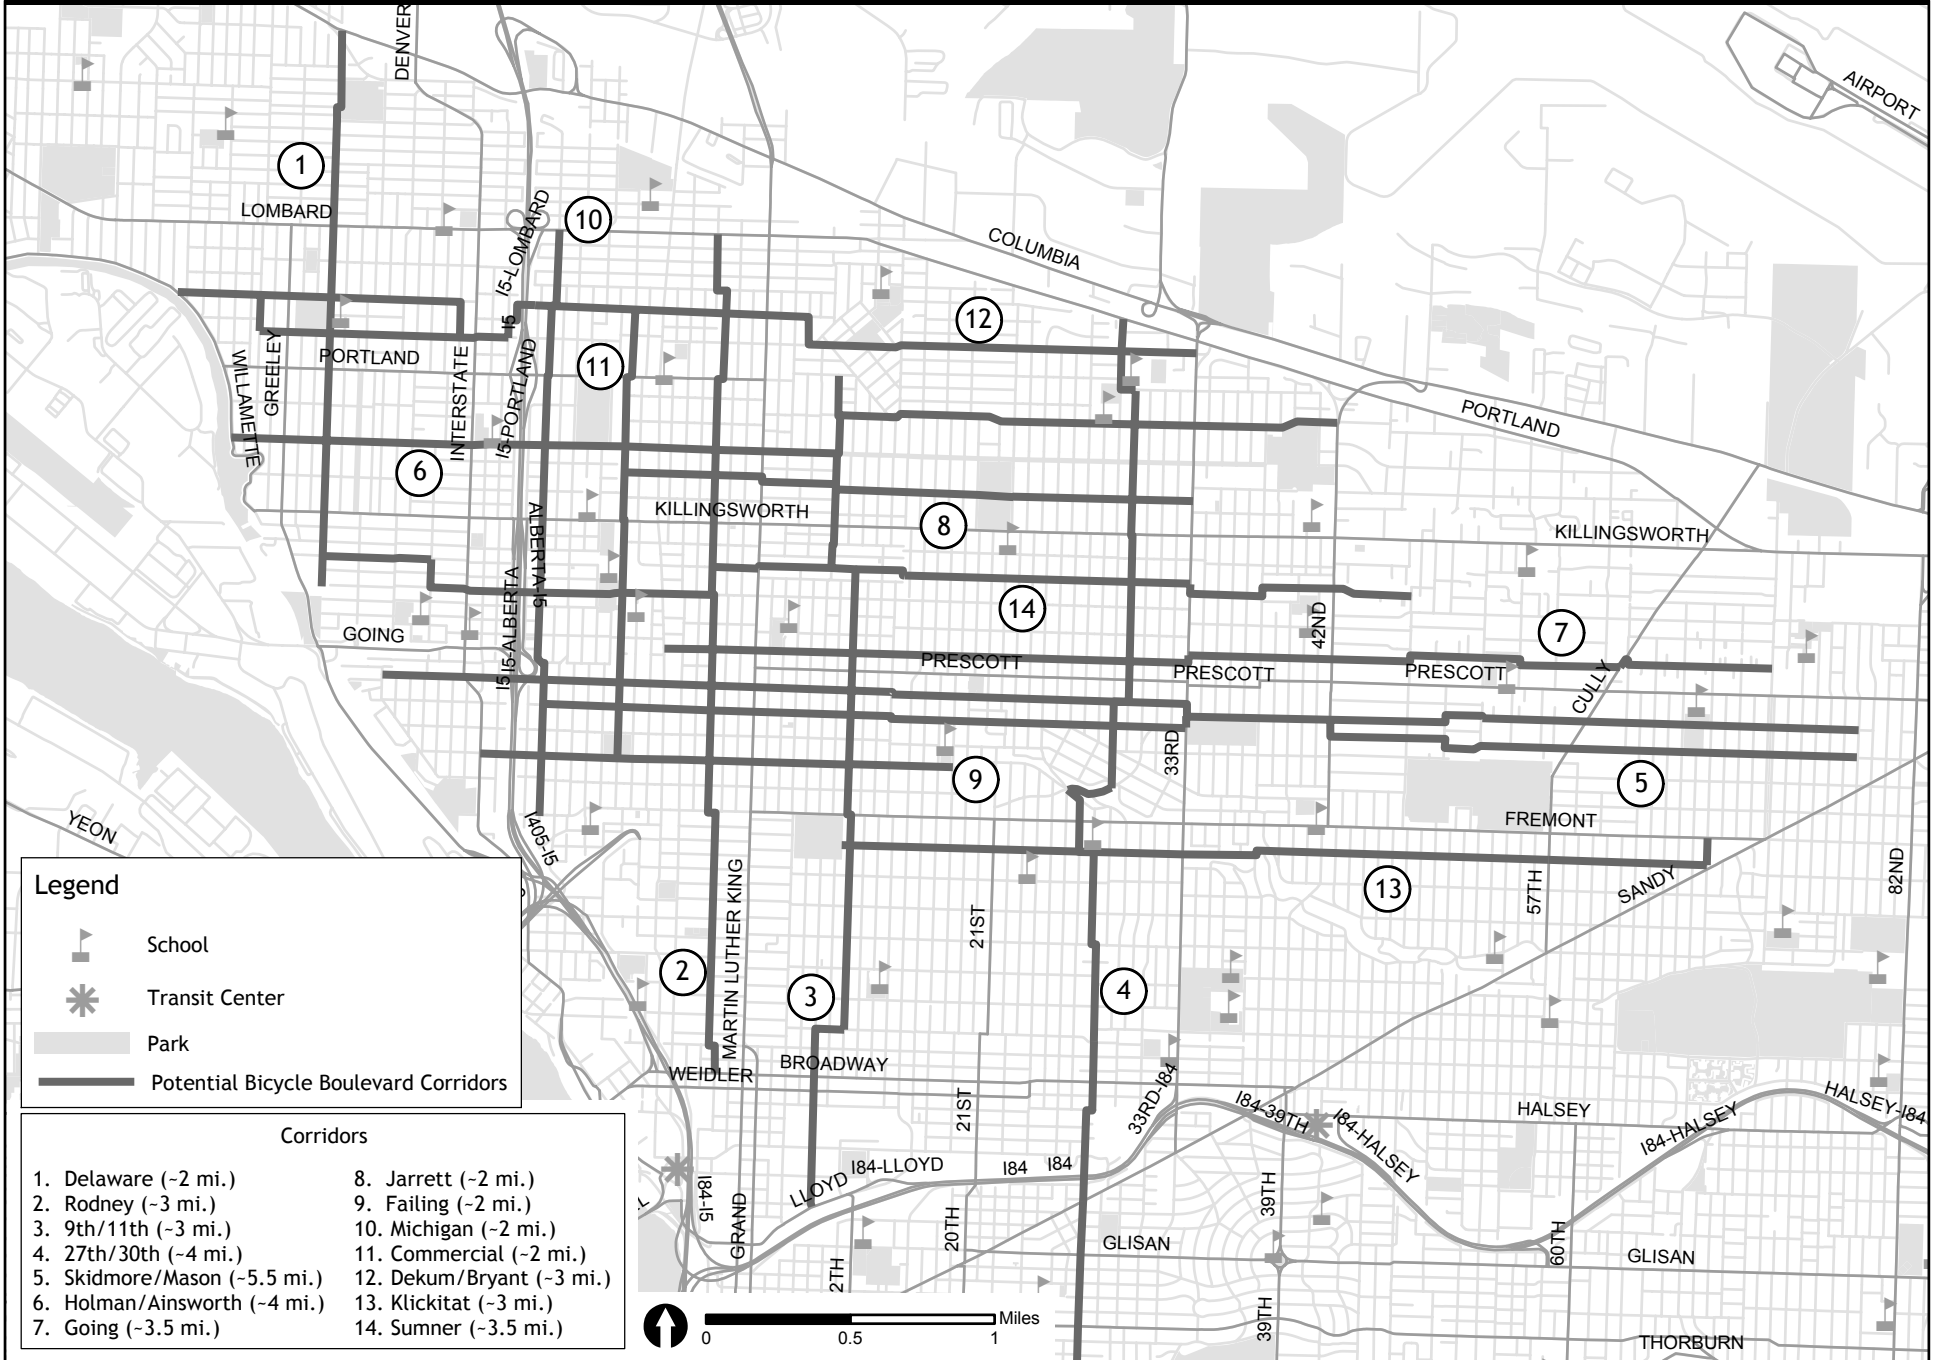 DENVER
AIRPORT
1
LOMBARD
I5-LOMBARD
10
COLUMBIA
12
I5
PORTLAND
11
WILLAMETTE
GREELEY
INTERSTATE
I5-PORTLAND
PORTLAND
6
KILLINGSWORTH
8
KILLINGSWORTH
ALBERTA-I5
I5-ALBERTA
I5
14
42ND
7
GOING
PRESCOTT
PRESCOTT
PRESCOTT
CULLY
33RD
9
5
FREMONT
YEON
I405-I5
13
57TH
SANDY
82ND
MARTIN LUTHER KING
21ST
2
3
4
WEIDLER
BROADWAY
21ST
33RD-I84
I84-39TH
I84-HALSEY
HALSEY
I84-HALSEY
HALSEY-I84
I84-LLOYD
I84
I84
LLOYD
I84-I5
GRAND
20TH
39TH
GLISAN
60TH
GLISAN
2TH
39TH
THORBURN
Legend
School
Transit Center
Park
Potential Bicycle Boulevard Corridors
Corridors
1. Delaware (~2 mi.)
2. Rodney (~3 mi.)
3. 9th/11th (~3 mi.)
4. 27th/30th (~4 mi.)
5. Skidmore/Mason (~5.5 mi.)
6. Holman/Ainsworth (~4 mi.)
7. Going (~3.5 mi.)
8. Jarrett (~2 mi.)
9. Failing (~2 mi.)
10. Michigan (~2 mi.)
11. Commercial (~2 mi.)
12. Dekum/Bryant (~3 mi.)
13. Klickitat (~3 mi.)
14. Sumner (~3.5 mi.)
Miles
0 0.5 1